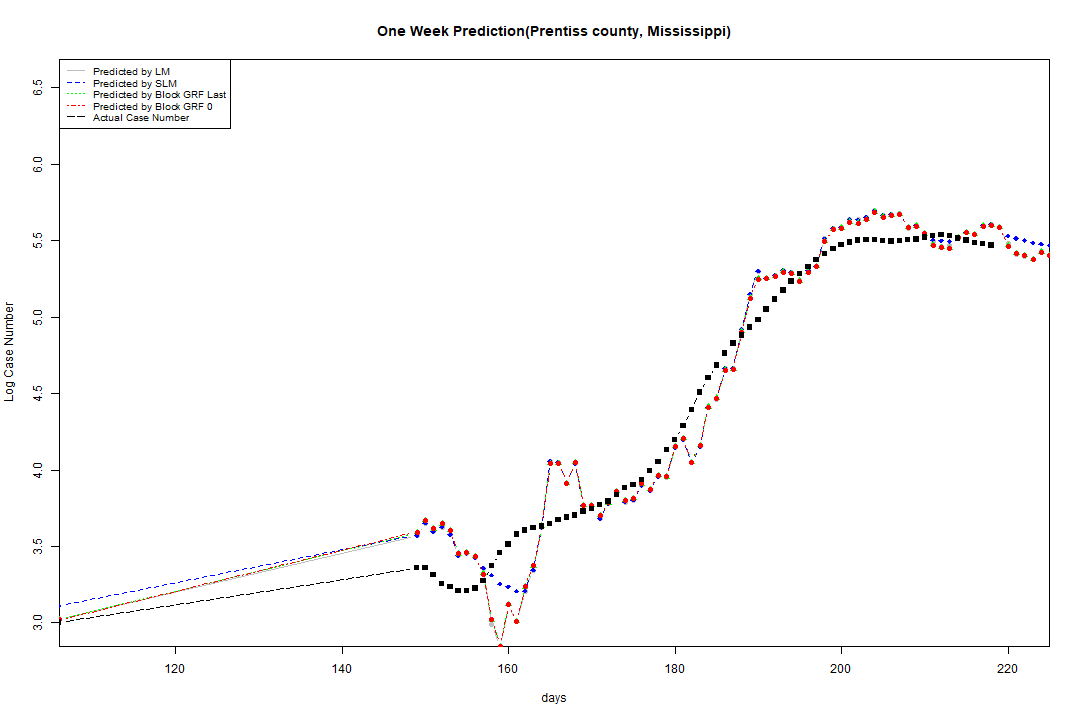 One Week Prediction(Prentiss county, Mississippi)
Predicted by LM
Predicted by SLM
Predicted by Block GRF Last
Predicted by Block GRF 0
Actual Case Number
Log Case Number
6.5
6.0
5.5
5.0
4.5
4.0
3.5
3.0
120 140 160 180 200 220
days